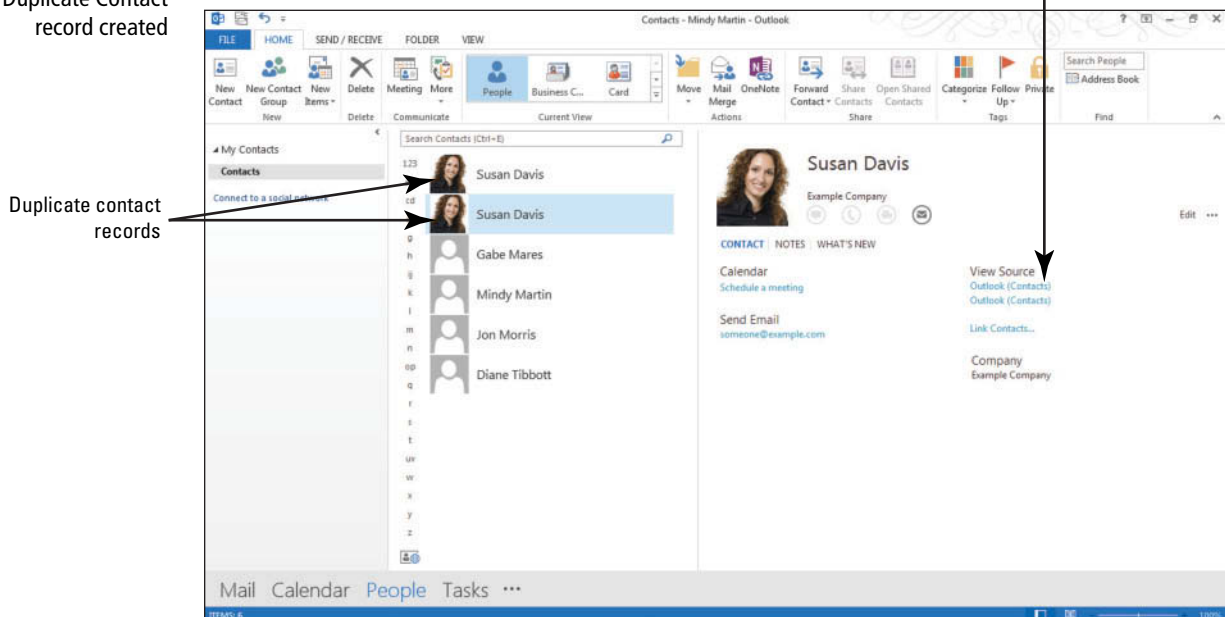 Duplicate Contact
record created
Duplicate contact
records
Contacts - Mindy Martin - Outlook
FILE HOME SEND / RECEIVE FOLDER VIEW
New Contact
New Contact Group
New Items
Delete
Meeting
More
People
Business C...
Card
Move
Mail Merge
OneNote
Forward Contact
Share Contacts
Open Shared Contacts
Categorize
Follow Up
Private
Search People
Address Book
New Delete Communicate Current View Actions Share Tags Find
My Contacts
Contacts
Connect to a social network
Search Contacts (Ctrl+E)
123
cd
g
h
ij
k
l
m
n
op
q
r
s
t
uv
w
x
y
z
Susan Davis
Susan Davis
Gabe Mares
Mindy Martin
Jon Morris
Diane Tibbott
Susan Davis
Example Company
Edit ...
CONTACT NOTES WHAT'S NEW
Calendar
Schedule a meeting
Send Email
someone@example.com
View Source
Outlook (Contacts)
Outlook (Contacts)
Link Contacts...
Company
Example Company
Mail Calendar People Tasks ...
ITEMS: 6
100%